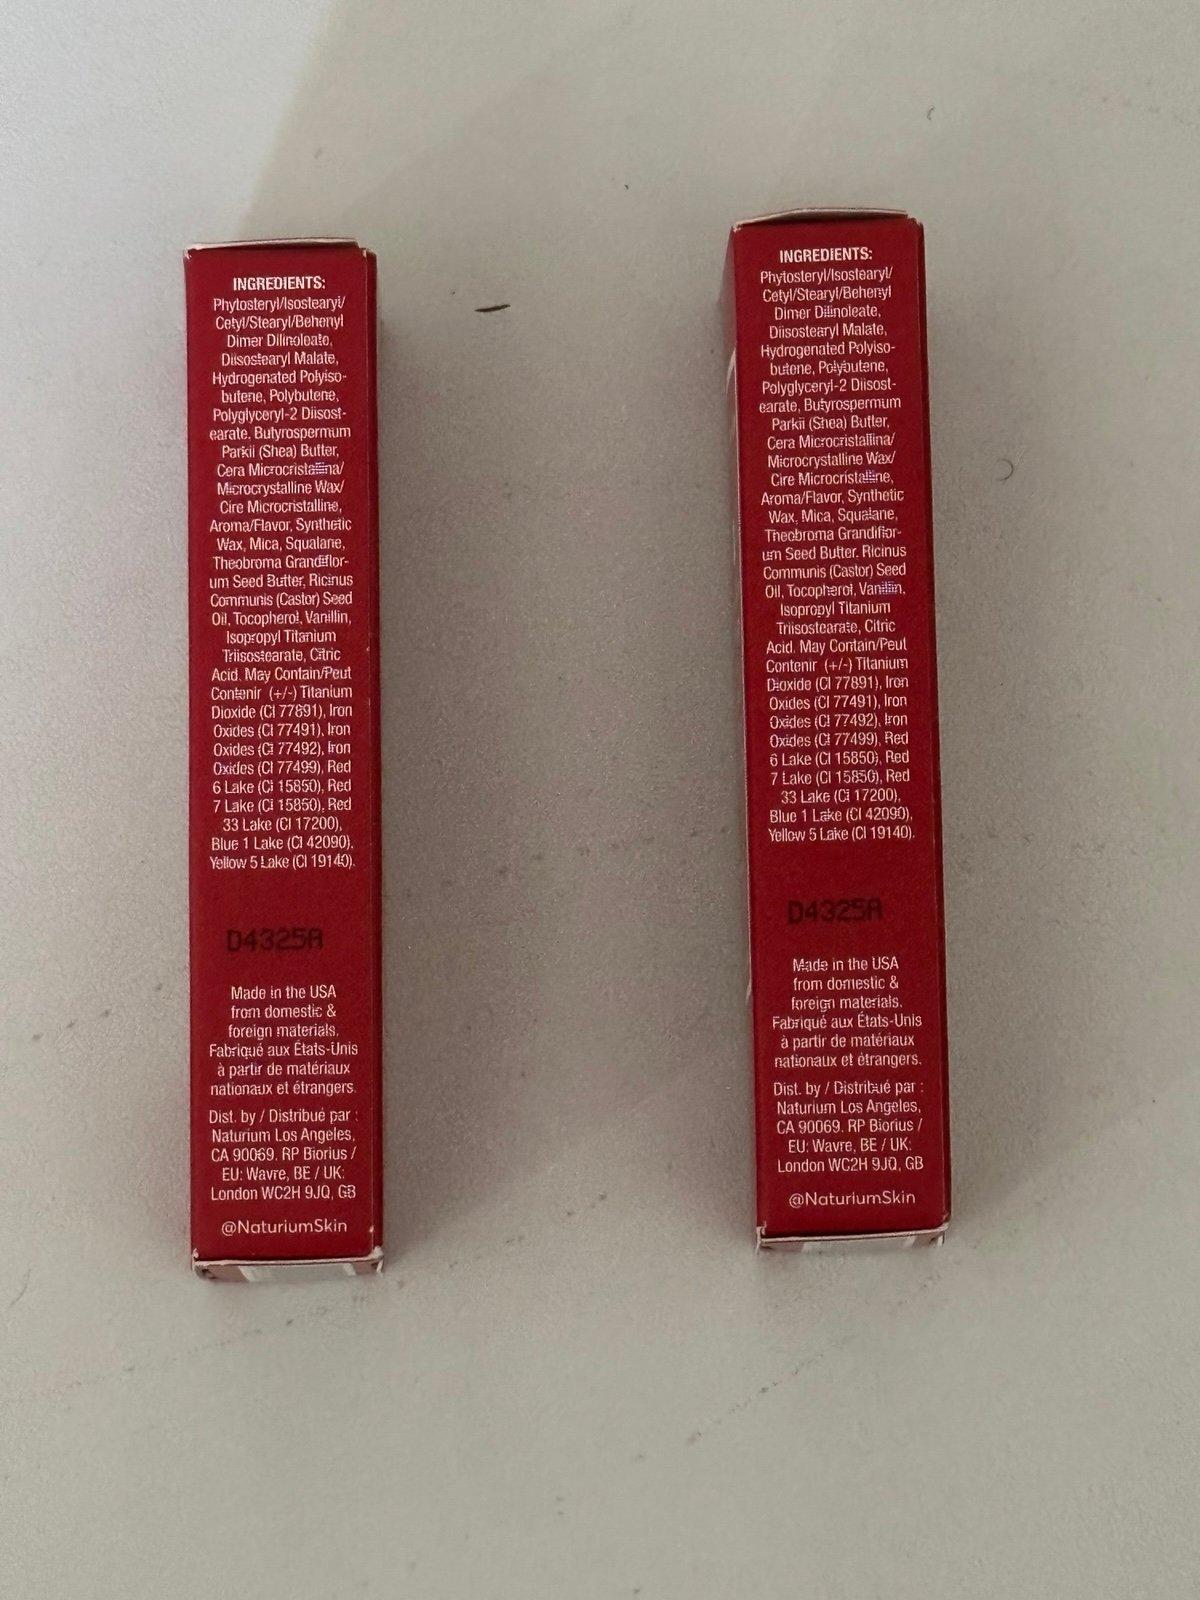 INGREDIENTS:
Phytosteryl/Isostearyl/
Cetyl/Stearyl/Behenyl
Dimer Dilinoleate,
Diisostearyl Malate,
Hydrogenated Polyiso-
butene, Polybutene,
Polyglyceryl-2 Diisost-
earate, Butyrospermum
Parkii (Shea) Butter,
Cera Microcristallina/
Microcrystalline Wax/
Cire Microcristalline,
Aroma/Flavor, Synthetic
Wax, Mica, Squalane,
Theobroma Grandiflor-
um Seed Butter, Ricinus
Communis (Castor) Seed
Oil, Tocopherol, Vanillin,
Isopropyl Titanium
Triisostearate, Citric
Acid. May Contain/Peut
Contenir (+/-) Titanium
Dioxide (CI 77891), Iron
Oxides (CI 77491), Iron
Oxides (CI 77492), Iron
Oxides (CI 77499), Red
6 Lake (CI 15850), Red
7 Lake (CI 15850), Red
33 Lake (CI 17200),
Blue 1 Lake (CI 42090),
Yellow 5 Lake (CI 19140).
D4325A
Made in the USA
from domestic &
foreign materials.
Fabriqué aux États-Unis
à partir de matériaux
nationaux et étrangers.
Dist. by / Distribué par :
Naturium Los Angeles,
CA 90069. RP Biorius /
EU: Wavre, BE / UK:
London WC2H 9JQ, GB
@NaturiumSkin
INGREDIENTS:
Phytosteryl/Isostearyl/
Cetyl/Stearyl/Behenyl
Dimer Dilinoleate,
Diisostearyl Malate,
Hydrogenated Polyiso-
butene, Polybutene,
Polyglyceryl-2 Diisost-
earate, Butyrospermum
Parkii (Shea) Butter,
Cera Microcristallina/
Microcrystalline Wax/
Cire Microcristalline,
Aroma/Flavor, Synthetic
Wax, Mica, Squalane,
Theobroma Grandiflor-
um Seed Butter, Ricinus
Communis (Castor) Seed
Oil, Tocopherol, Vanillin,
Isopropyl Titanium
Triisostearate, Citric
Acid. May Contain/Peut
Contenir (+/-) Titanium
Dioxide (CI 77891), Iron
Oxides (CI 77491), Iron
Oxides (CI 77492), Iron
Oxides (CI 77499), Red
6 Lake (CI 15850), Red
7 Lake (CI 15850), Red
33 Lake (CI 17200),
Blue 1 Lake (CI 42090),
Yellow 5 Lake (CI 19140).
D4325A
Made in the USA
from domestic &
foreign materials.
Fabriqué aux États-Unis
à partir de matériaux
nationaux et étrangers.
Dist. by / Distribué par :
Naturium Los Angeles,
CA 90069. RP Biorius /
EU: Wavre, BE / UK:
London WC2H 9JQ, GB
@NaturiumSkin